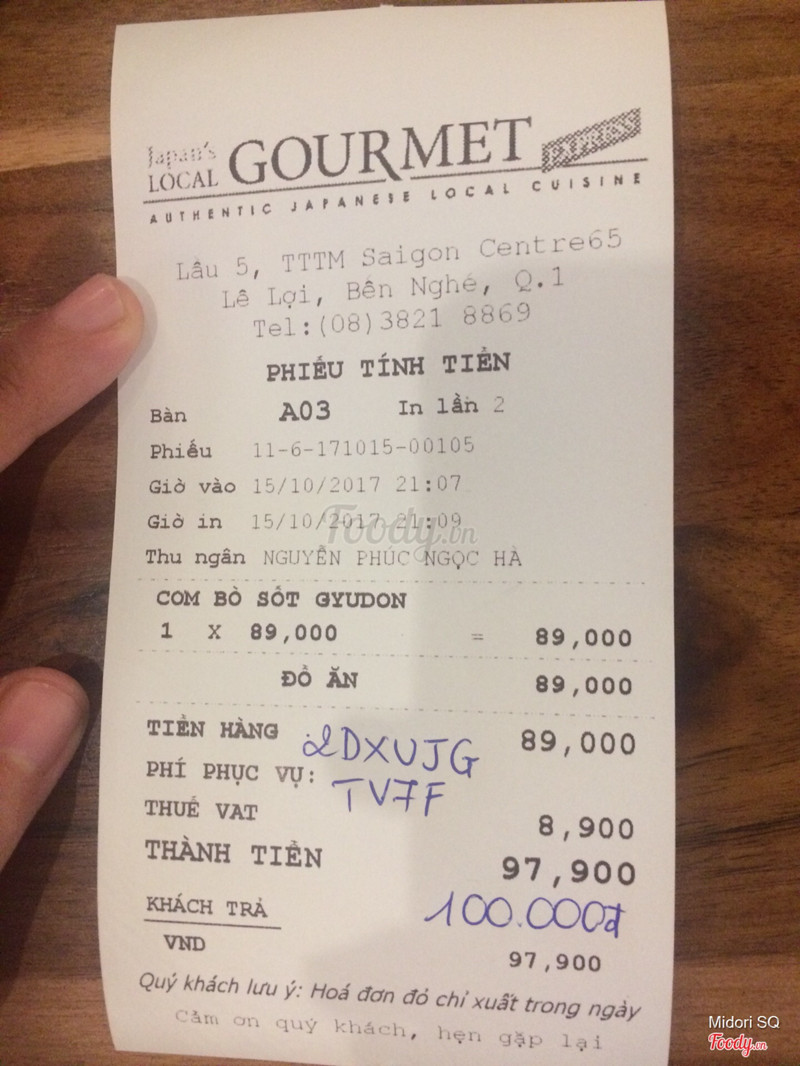 Japan's
LOCAL GOURMET EXPRESS
AUTHENTIC JAPANESE LOCAL CUISINE
Lầu 5, TTTM Saigon Centre65
Lê Lợi, Bến Nghé, Q.1
Tel:(08)3821 8869
PHIẾU TÍNH TIỀN
Bàn A03 In lần 2
Phiếu 11-6-171015-00105
Giờ vào 15/10/2017 21:07
Giờ in 15/10/2017 21:09
Foody.vn
Thu ngân NGUYỄN PHÚC NGỌC HÀ
COM BÒ SỐT GYUDON
1 X 89,000 = 89,000
ĐỒ ĂN 89,000
TIỀN HÀNG 89,000
2DXUJG
PHÍ PHỤC VỤ:
TV7F
THUẾ VAT 8,900
THÀNH TIỀN 97,900
KHÁCH TRẢ 100.000đ
VND 97,900
Quý khách lưu ý: Hoá đơn đỏ chỉ xuất trong ngày
Cảm ơn quý khách, hẹn gặp lại
Midori SQ
Foody.vn